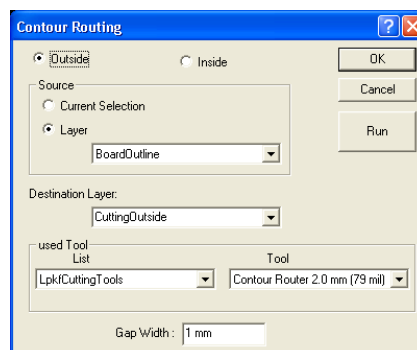 Contour Routing
Outside Inside OK
Source Cancel
Current Selection
Layer Run
BoardOutline
Destination Layer:
CuttingOutside
used Tool
List Tool
LpkfCuttingTools Contour Router 2.0 mm (79 mil)
Gap Width : 1 mm